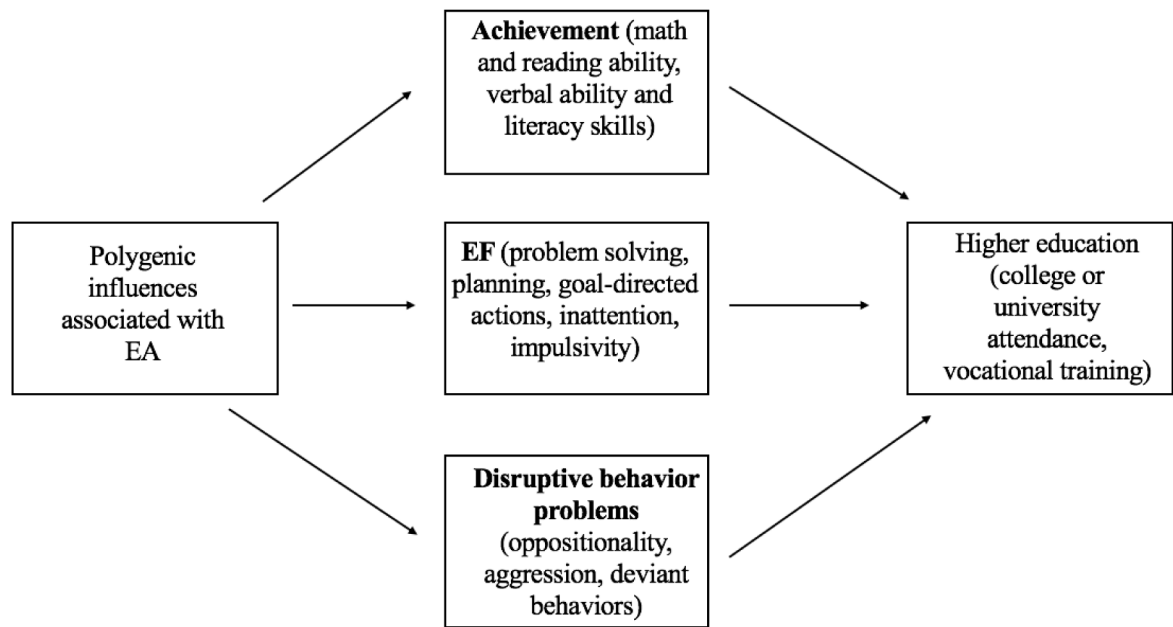 Achievement (math
and reading ability,
verbal ability and
literacy skills)
Polygenic
influences
associated with
EA
EF (problem solving,
planning, goal-directed
actions, inattention,
impulsivity)
Higher education
(college or
university
attendance,
vocational training)
Disruptive behavior
problems
(oppositionality,
aggression, deviant
behaviors)